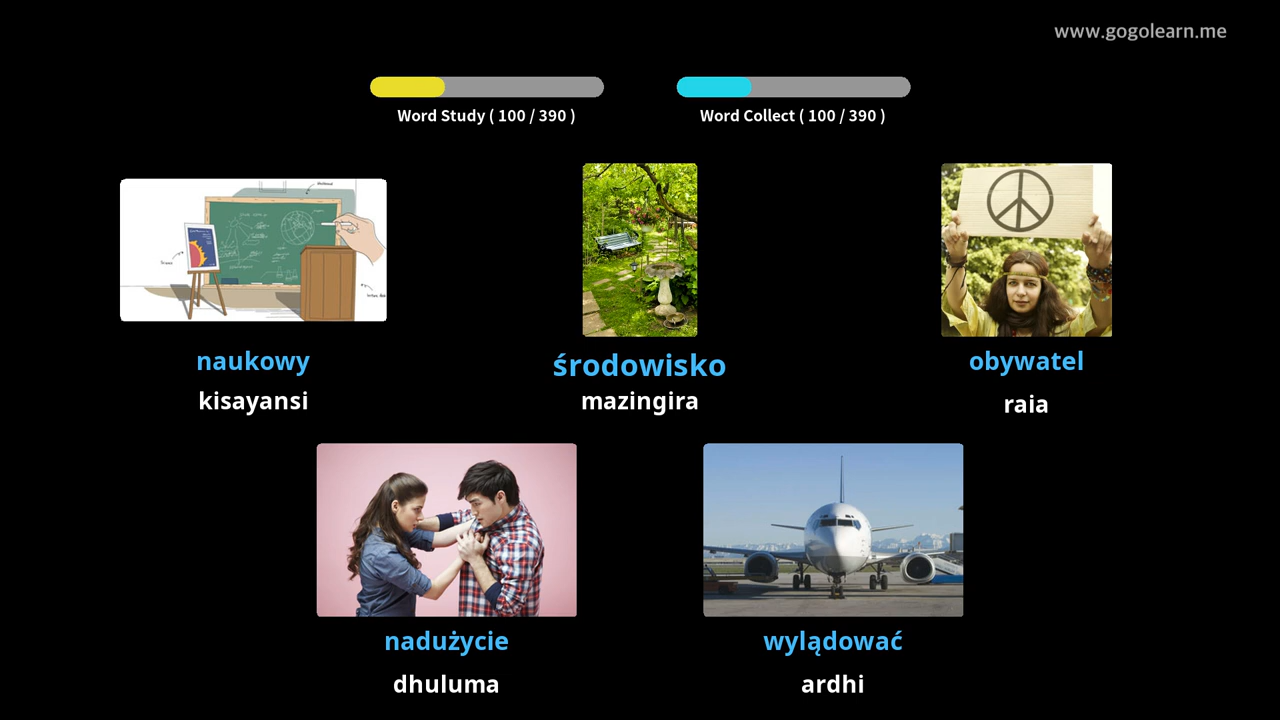 www.gogolearn.me
Word Study ( 100 / 390 )
Word Collect ( 100 / 390 )
naukowy
kisayansi
środowisko
mazingira
obywatel
raia
nadużycie
dhuluma
wylądować
ardhi